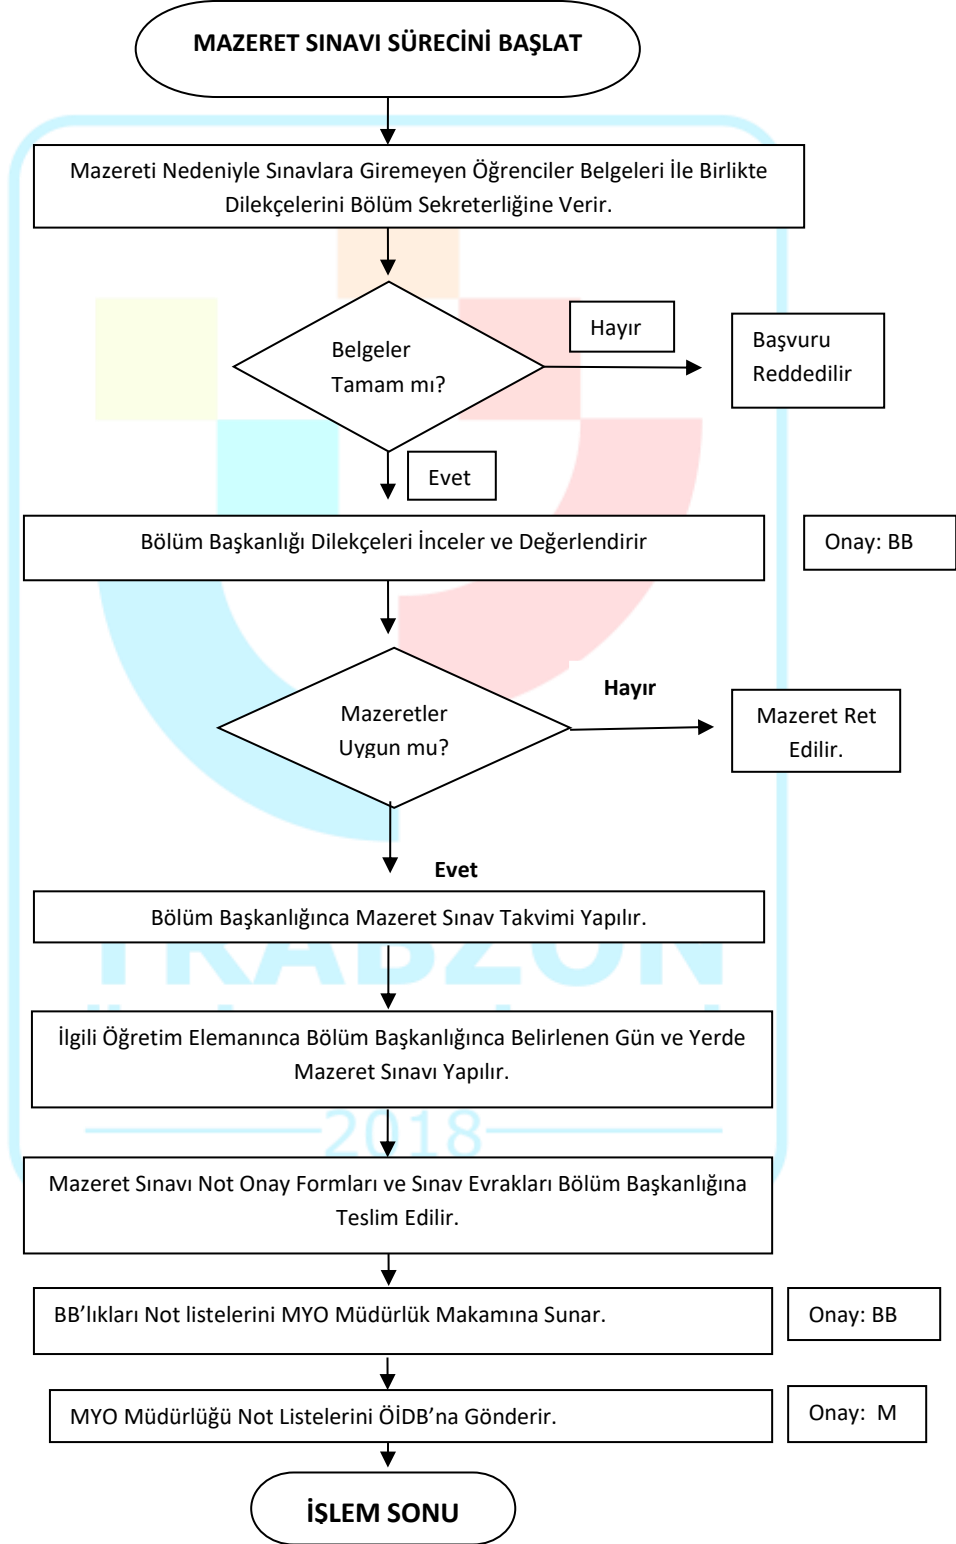 MAZERET SINAVI SÜRECİNİ BAŞLAT
Mazereti Nedeniyle Sınavlara Giremeyen Öğrenciler Belgeleri İle Birlikte
Dilekçelerini Bölüm Sekreterliğine Verir.
Belgeler
Tamam mı?
Hayır
Başvuru
Reddedilir
Evet
Bölüm Başkanlığı Dilekçeleri İnceler ve Değerlendirir
Onay: BB
Mazeretler
Uygun mu?
Hayır
Mazeret Ret
Edilir.
Evet
Bölüm Başkanlığınca Mazeret Sınav Takvimi Yapılır.
TRABZON
İlgili Öğretim Elemanınca Bölüm Başkanlığınca Belirlenen Gün ve Yerde
Mazeret Sınavı Yapılır.
2018
Mazeret Sınavı Not Onay Formları ve Sınav Evrakları Bölüm Başkanlığına
Teslim Edilir.
BB’lıkları Not listelerini MYO Müdürlük Makamına Sunar.
Onay: BB
MYO Müdürlüğü Not Listelerini ÖİDB’na Gönderir.
Onay: M
İŞLEM SONU